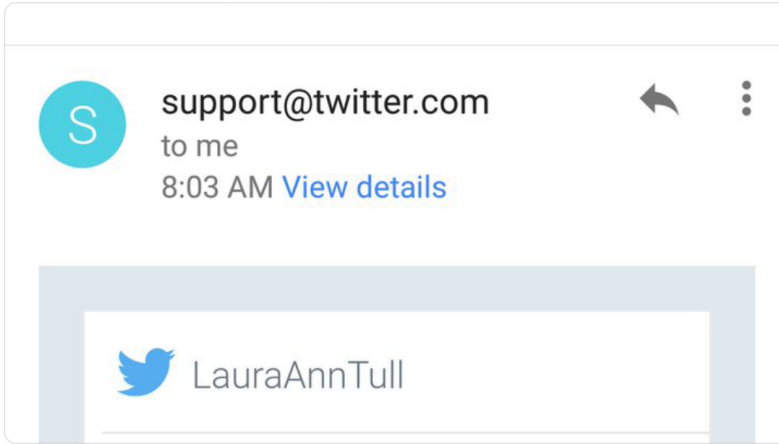 S
support@twitter.com
to me
8:03 AM View details
LauraAnnTull